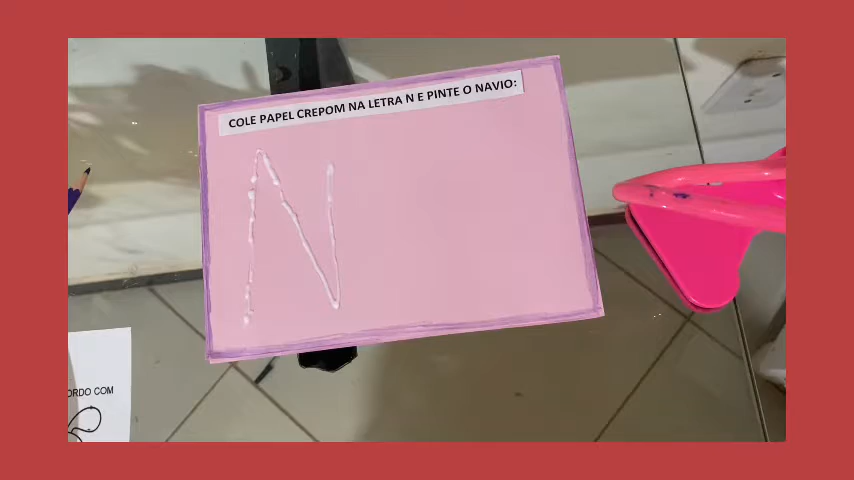 COLE PAPEL CREPOM NA LETRA N E PINTE O NAVIO:
N
ORDO COM